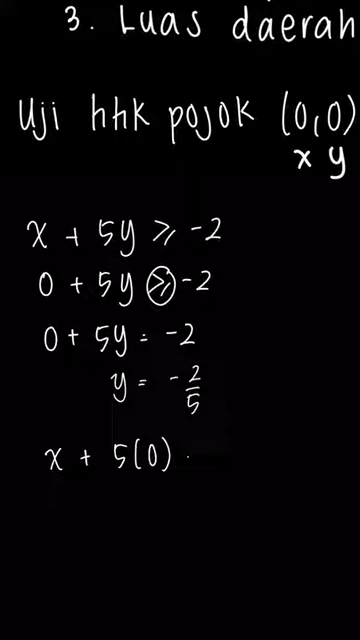 3. Luas daerah
Uji titik pojok (0,0)
x y
x + 5y ≥ -2
0 + 5y ≥ -2
0 + 5y = -2
y = -2/5
x + 5(0)